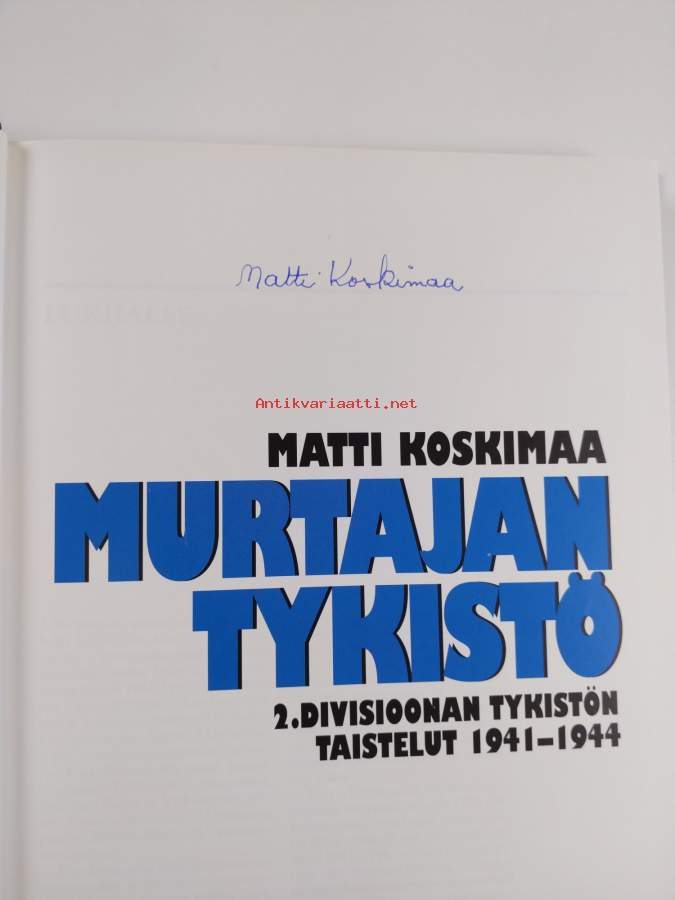 Matti Koskimaa
Antikvariaatti.net
MATTI KOSKIMAA
MURTAJAN
TYKISTÖ
2.DIVISIOONAN TYKISTÖN
TAISTELUT 1941–1944